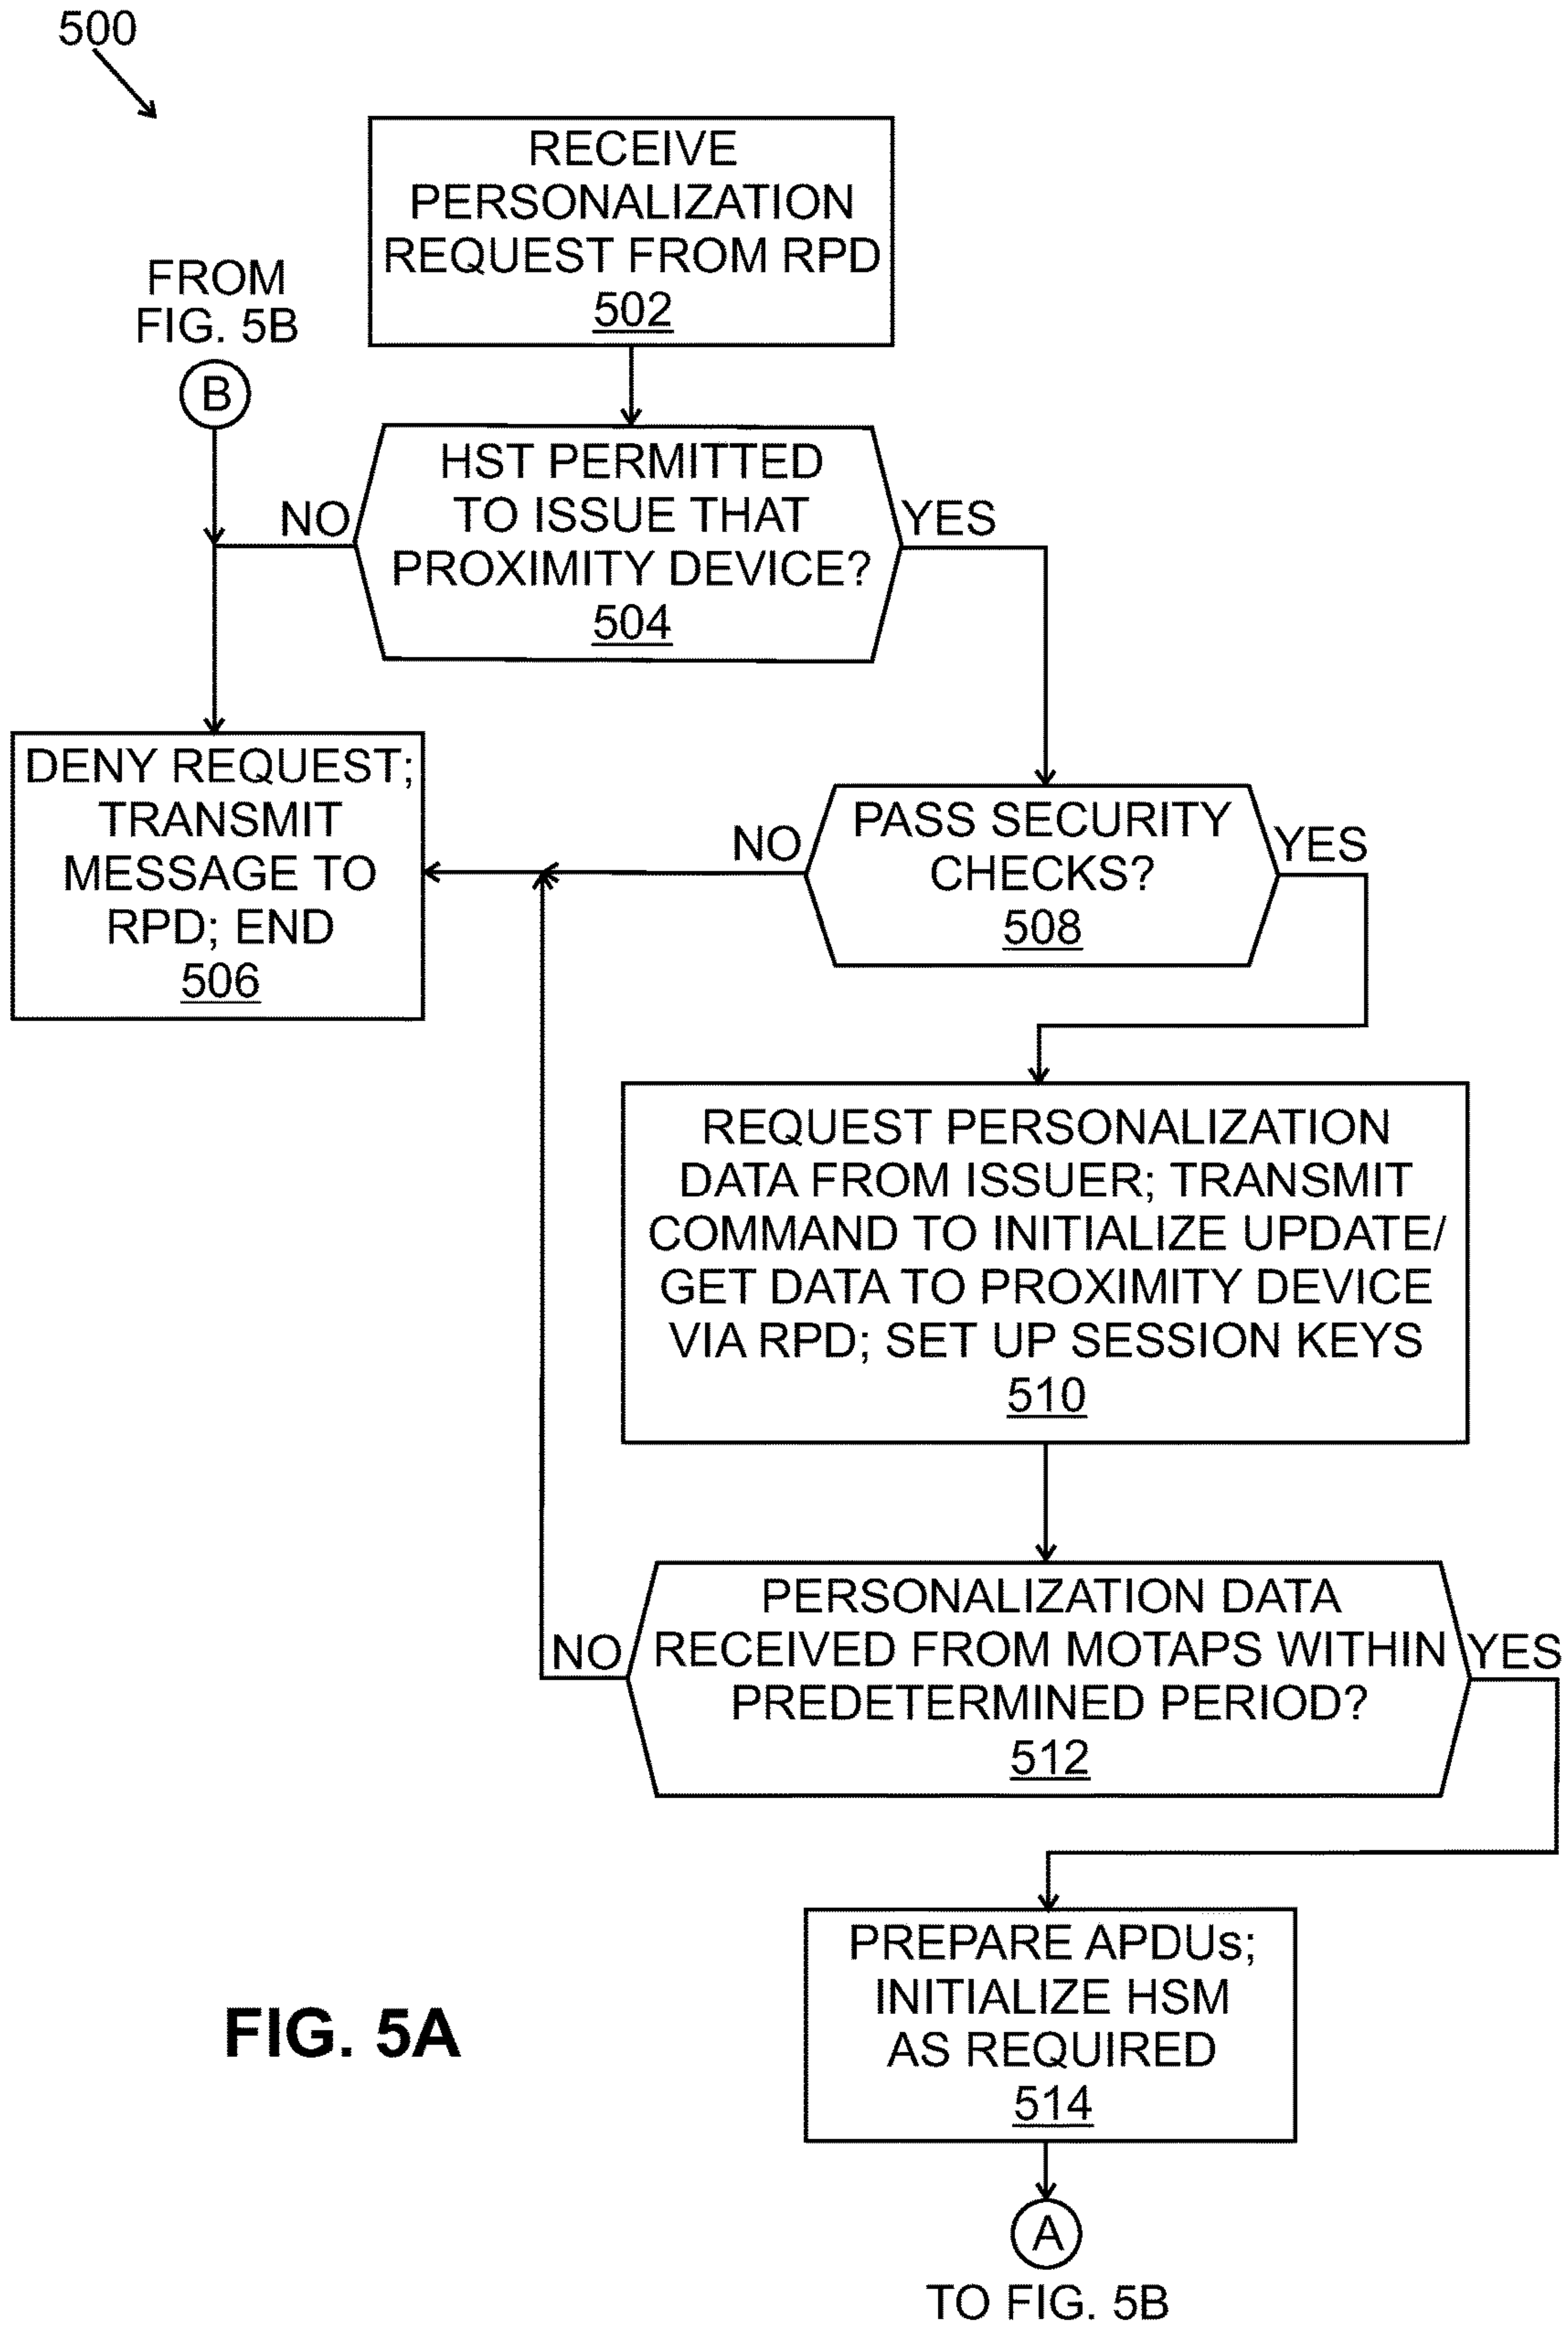 500
RECEIVE
PERSONALIZATION
REQUEST FROM RPD
502
FROM
FIG. 5B
B
HST PERMITTED
TO ISSUE THAT
PROXIMITY DEVICE?
504
NO
YES
DENY REQUEST;
TRANSMIT
MESSAGE TO
RPD; END
506
PASS SECURITY
CHECKS?
508
NO
YES
REQUEST PERSONALIZATION
DATA FROM ISSUER; TRANSMIT
COMMAND TO INITIALIZE UPDATE/
GET DATA TO PROXIMITY DEVICE
VIA RPD; SET UP SESSION KEYS
510
PERSONALIZATION DATA
RECEIVED FROM MOTAPS WITHIN
PREDETERMINED PERIOD?
512
NO
YES
PREPARE APDUs;
INITIALIZE HSM
AS REQUIRED
514
A
TO FIG. 5B
FIG. 5A